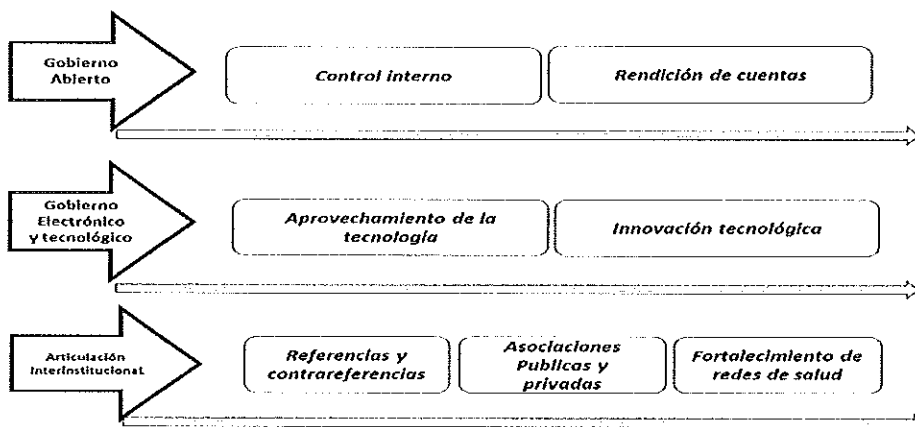 Gobierno
Abierto
Control interno
Rendición de cuentas
Gobierno
Electrónico
y tecnológico
Aprovechamiento de la
tecnología
Innovación tecnológica
Articulación
Interinstitucional.
Referencias y
contrareferencias
Asociaciones
Publicas y
privadas
Fortalecimiento de
redes de salud